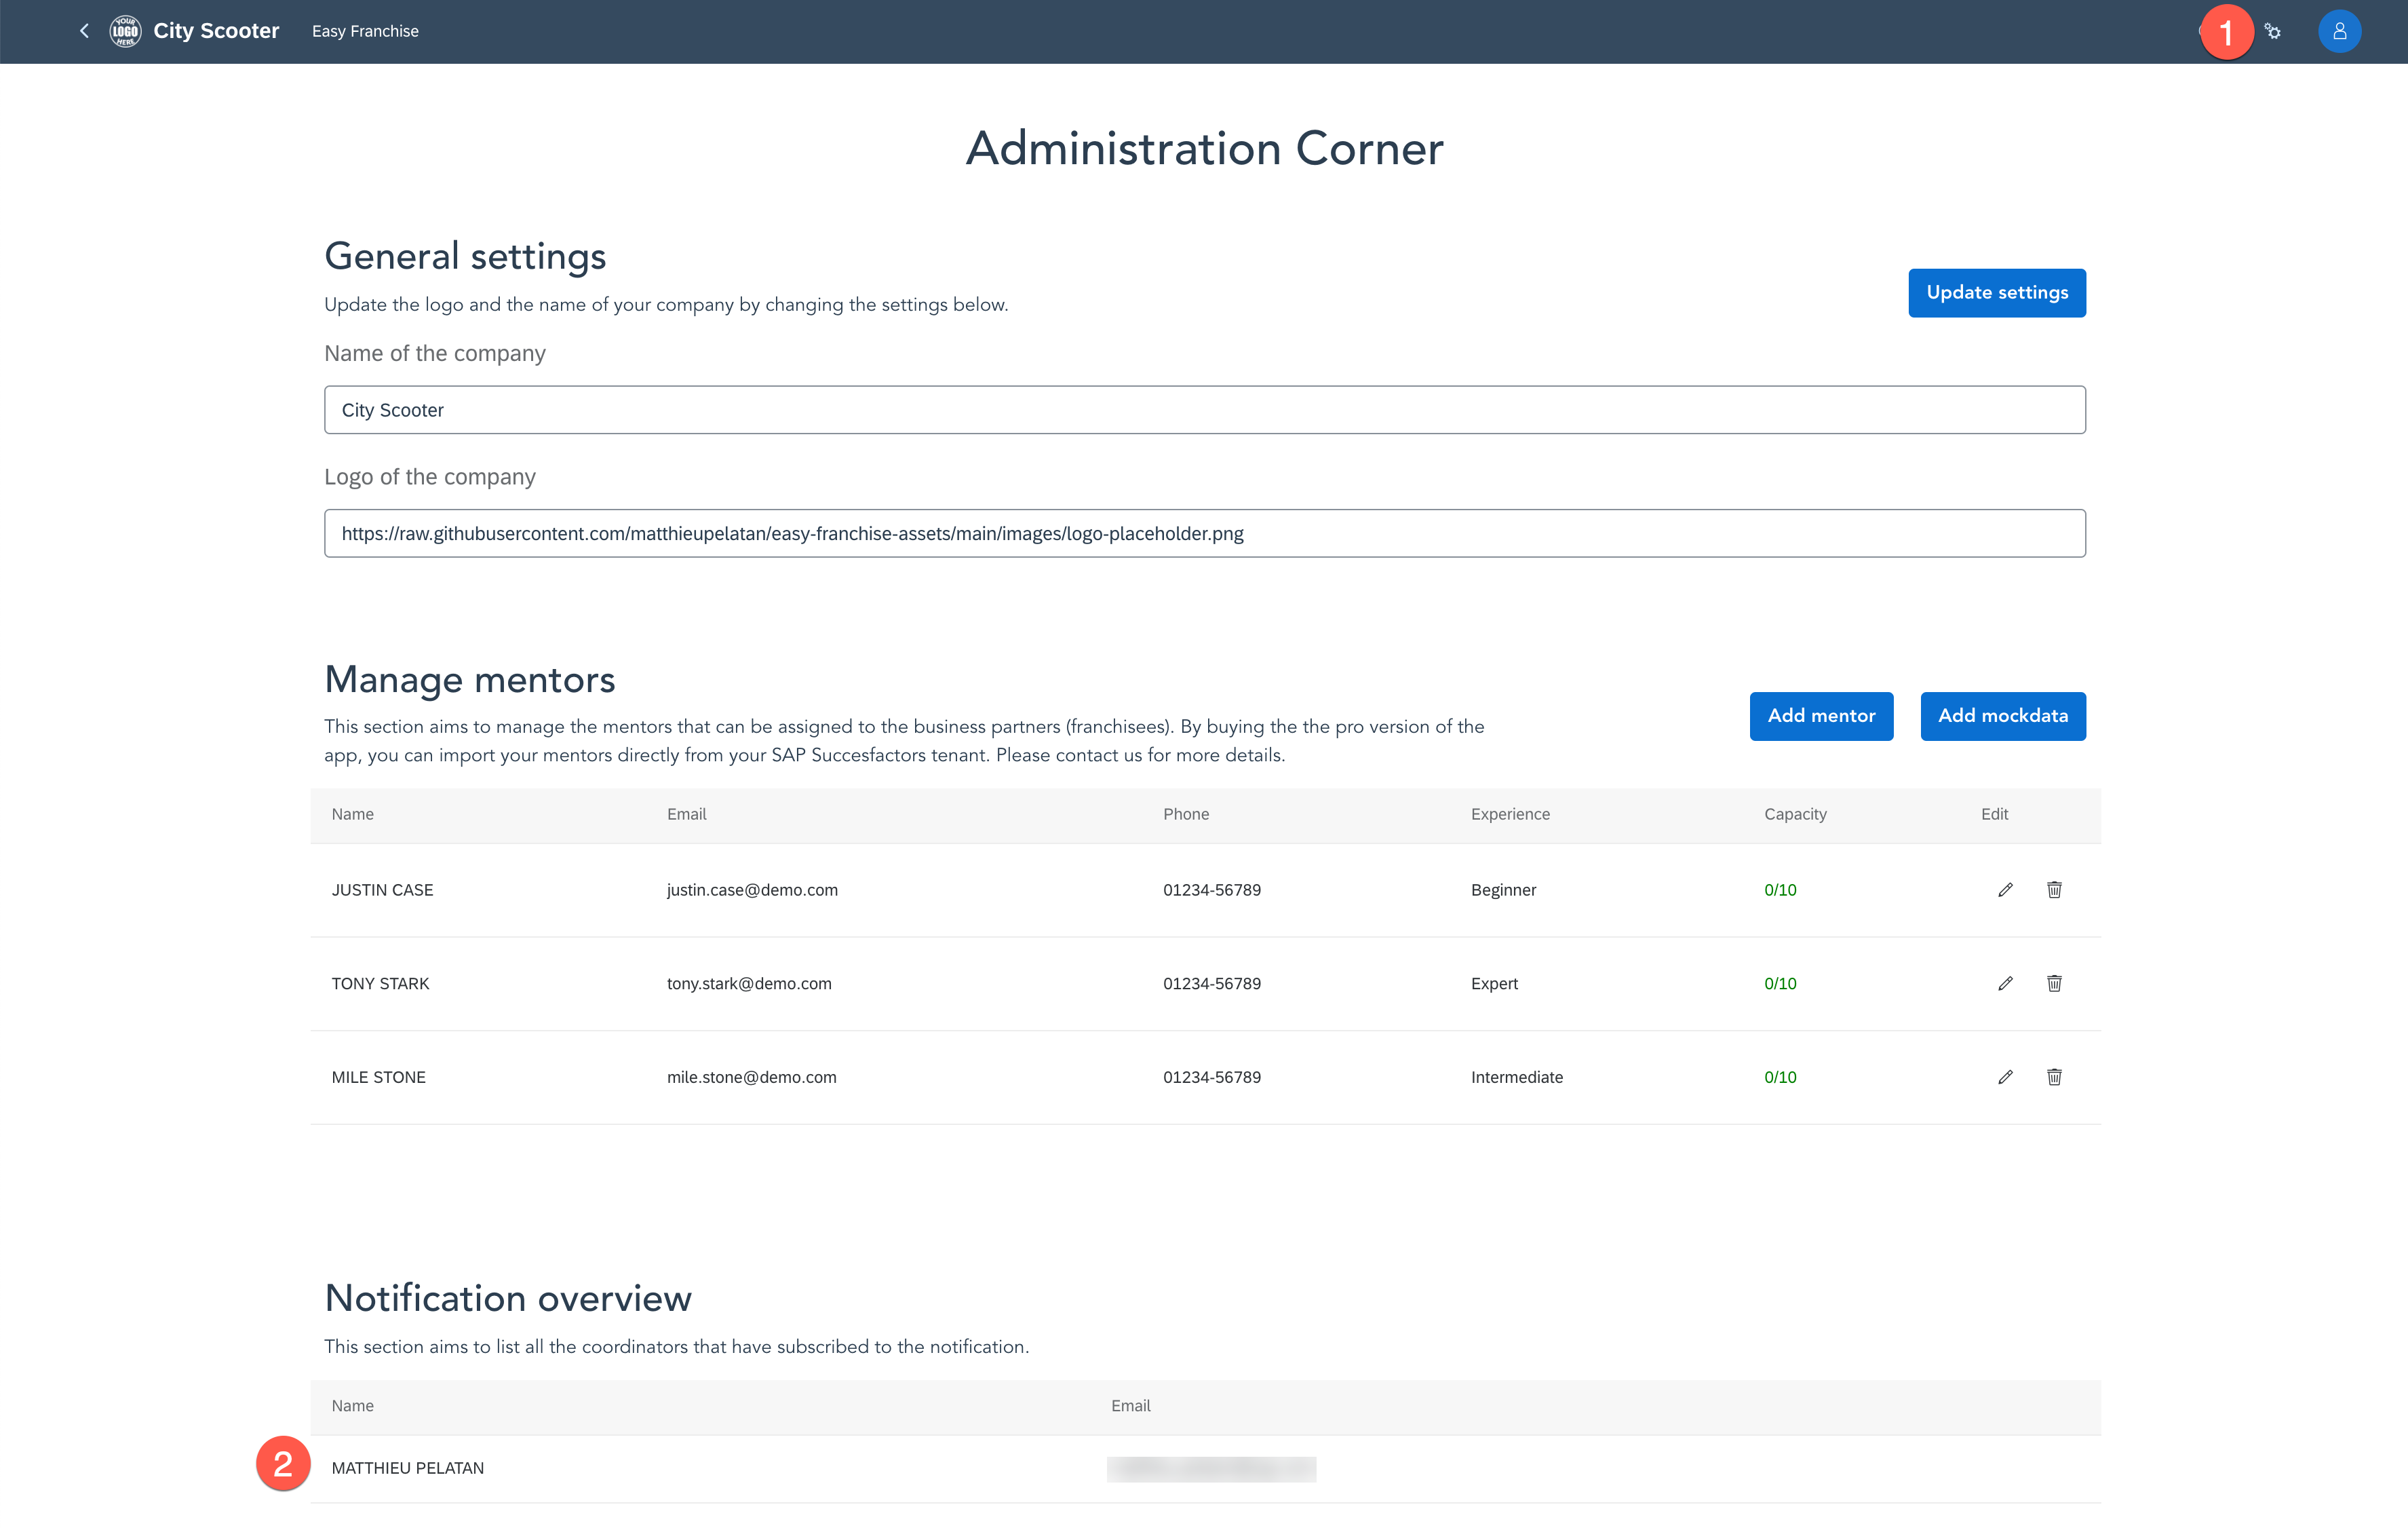 YOUR LOGO HERE City Scooter Easy Franchise 1
Administration Corner
General settings
Update the logo and the name of your company by changing the settings below.
Update settings
Name of the company
City Scooter
Logo of the company
https://raw.githubusercontent.com/matthieupelatan/easy-franchise-assets/main/images/logo-placeholder.png
Manage mentors
This section aims to manage the mentors that can be assigned to the business partners (franchisees). By buying the the pro version of the
app, you can import your mentors directly from your SAP Succesfactors tenant. Please contact us for more details.
Add mentor Add mockdata
Name Email Phone Experience Capacity Edit
JUSTIN CASE justin.case@demo.com 01234-56789 Beginner 0/10
TONY STARK tony.stark@demo.com 01234-56789 Expert 0/10
MILE STONE mile.stone@demo.com 01234-56789 Intermediate 0/10
Notification overview
This section aims to list all the coordinators that have subscribed to the notification.
Name Email
2 MATTHIEU PELATAN